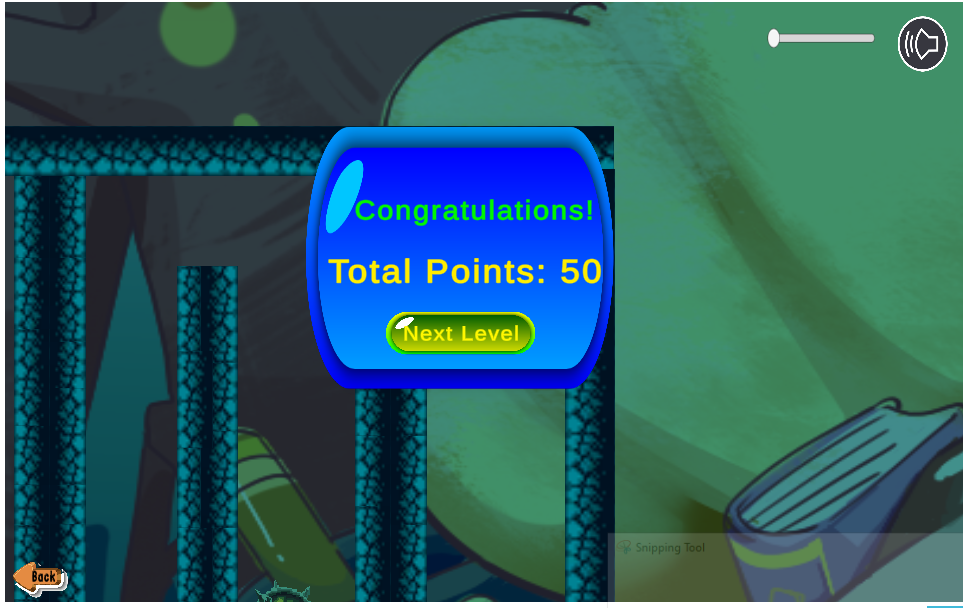 Congratulations!
Total Points: 50
Next Level
Snipping Tool
Back